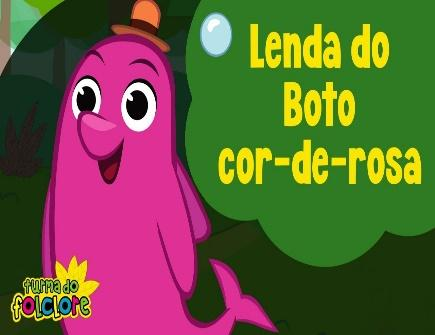 Lenda do
Boto
cor-de-rosa
turma do
folclore